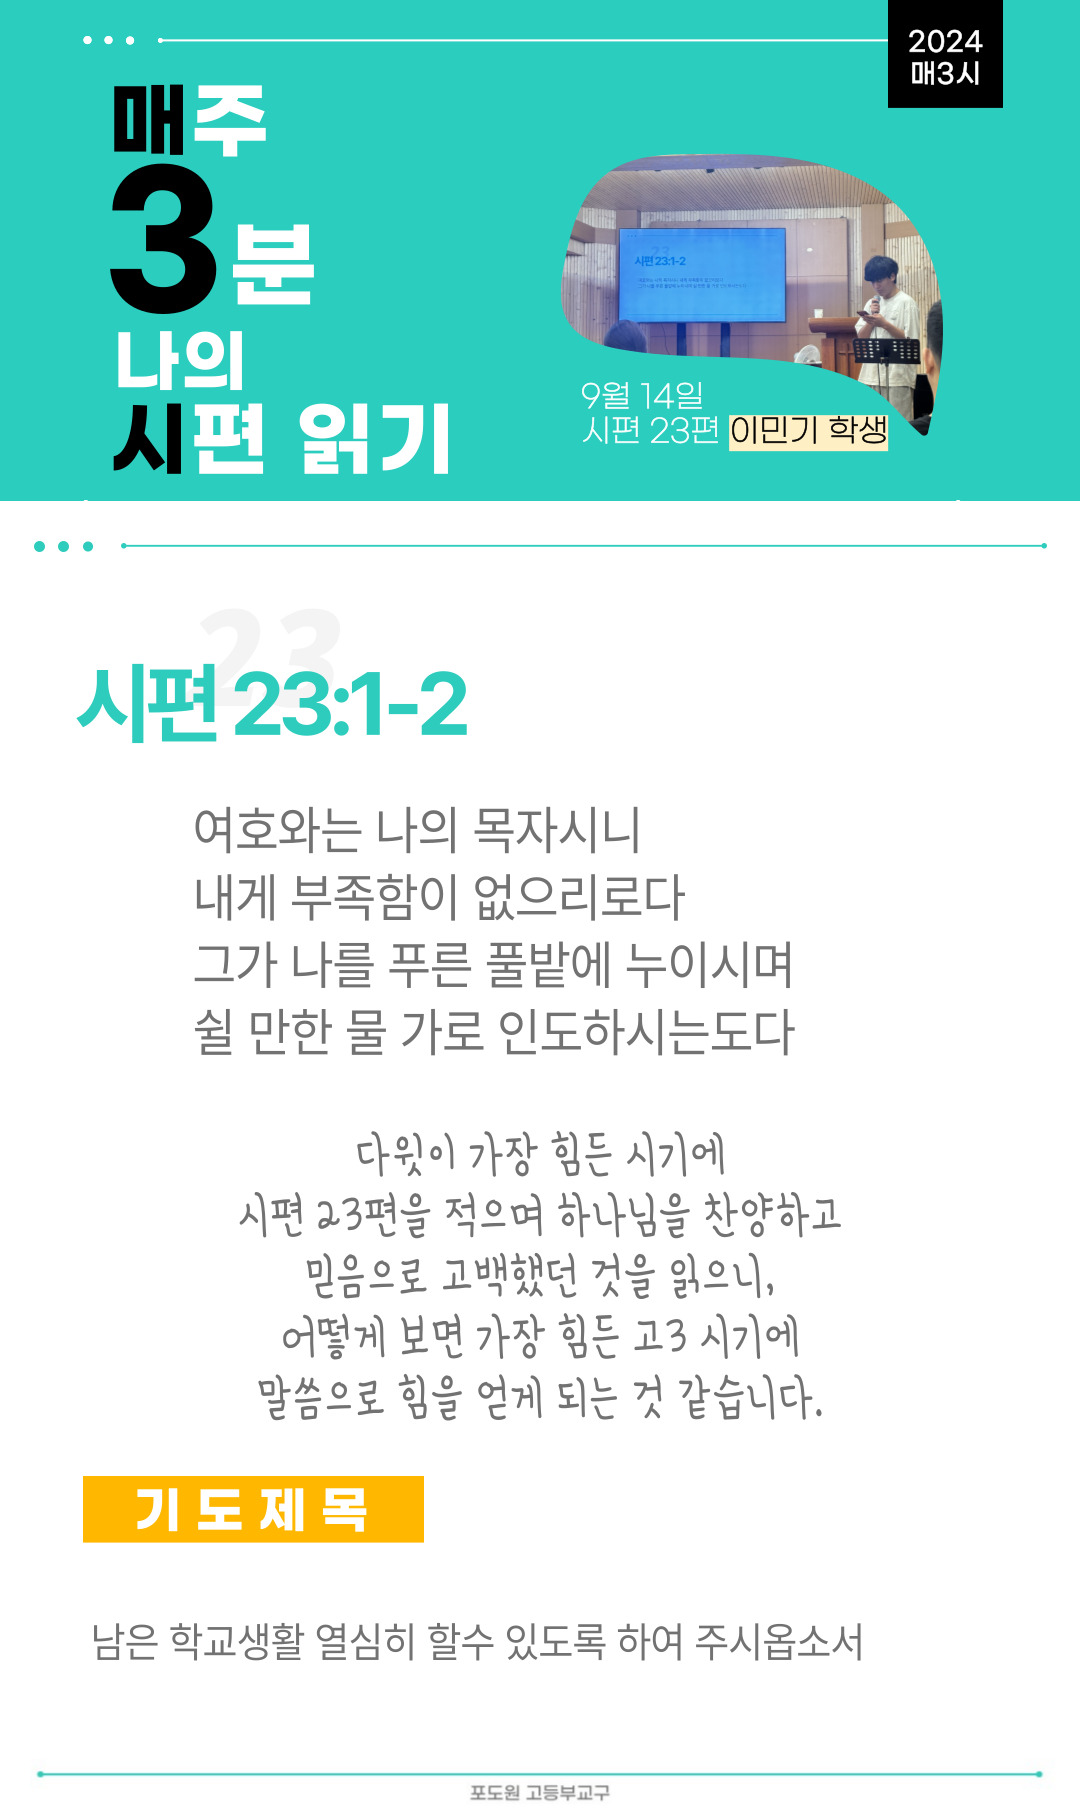 2024
매3시
매주
3분
나의
시편 읽기
시편 23:1-2
9월 14일
시편 23편 이민기 학생
23
시편 23:1-2
여호와는 나의 목자시니
내게 부족함이 없으리로다
그가 나를 푸른 풀밭에 누이시며
쉴 만한 물 가로 인도하시는도다
다윗이 가장 힘든 시기에
시편 23편을 적으며 하나님을 찬양하고
믿음으로 고백했던 것을 읽으니,
어떻게 보면 가장 힘든 고3 시기에
말씀으로 힘을 얻게 되는 것 같습니다.
기도제목
남은 학교생활 열심히 할수 있도록 하여 주시옵소서
포도원 고등부교구